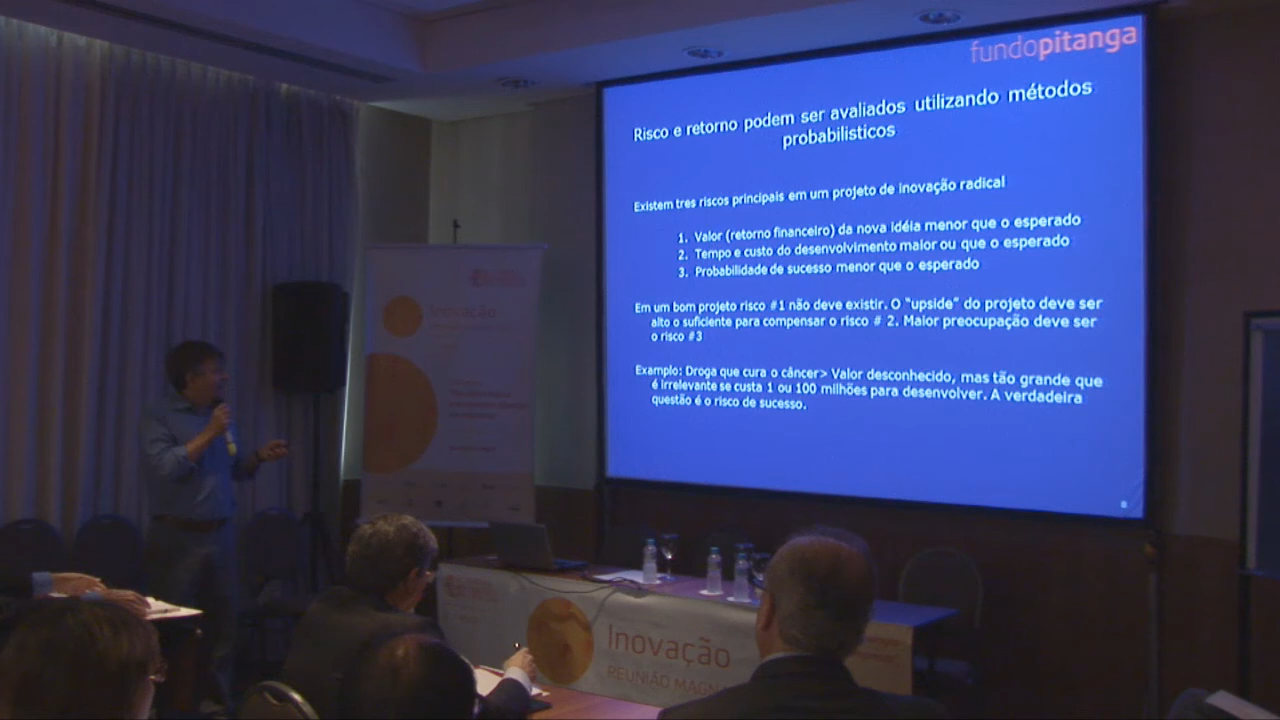 fundopitanga
Risco e retorno podem ser avaliados utilizando métodos
probabilisticos
Existem tres riscos principais em um projeto de inovação radical
1. Valor (retorno financeiro) da nova idéia menor que o esperado
2. Tempo e custo do desenvolvimento maior ou que o esperado
3. Probabilidade de sucesso menor que o esperado
Em um bom projeto risco #1 não deve existir. O "upside" do projeto deve ser
alto o suficiente para compensar o risco # 2. Maior preocupação deve ser
o risco #3
Example: Droga que cura o câncer> Valor desconhecido, mas tão grande que
é irrelevante se custa 1 ou 100 milhões para desenvolver. A verdadeira
questão é o risco de sucesso.
8
Inovação
Inovação
REUNIÃO MAGN